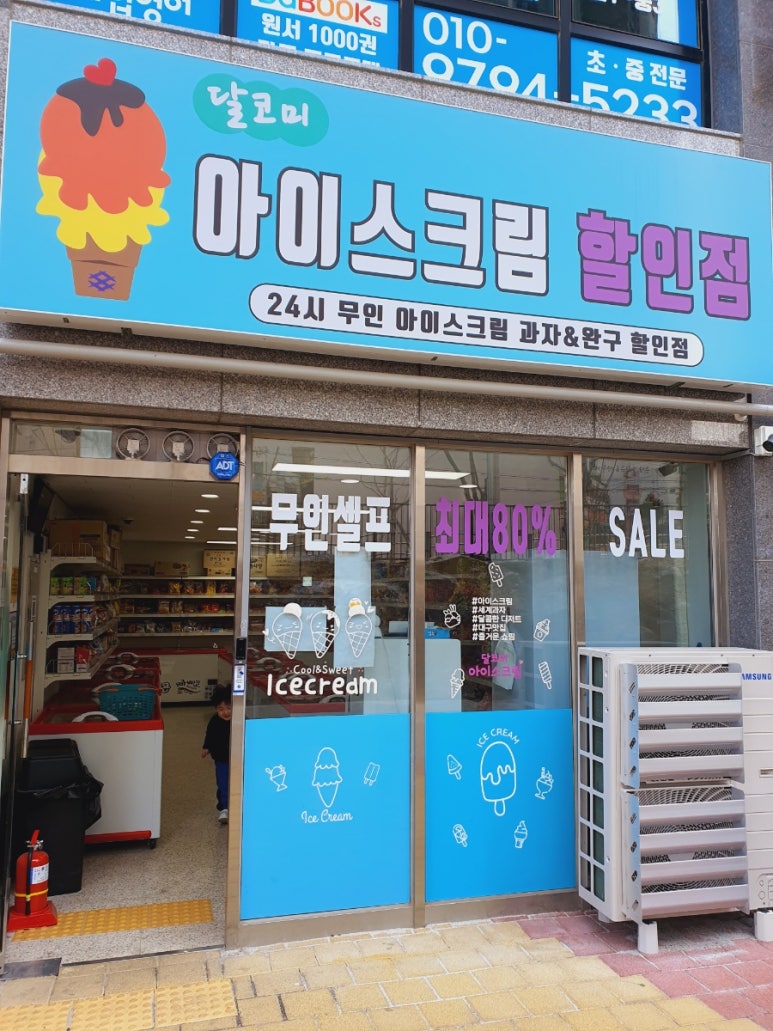 BOOKs
원서 1000권
010-
8794-5233
초·중 전문
달코미
아이스크림 할인점
24시 무인 아이스크림 과자&완구 할인점
ADT
무인셀프
최대80%
SALE
#아이스크림
#세계과자
#달콤한 디저트
#대구맛집
#즐거운 쇼핑
달코미
아이스크림
Cool&Sweet
Icecream
Ice Cream
ICE CREAM
SAMSUNG